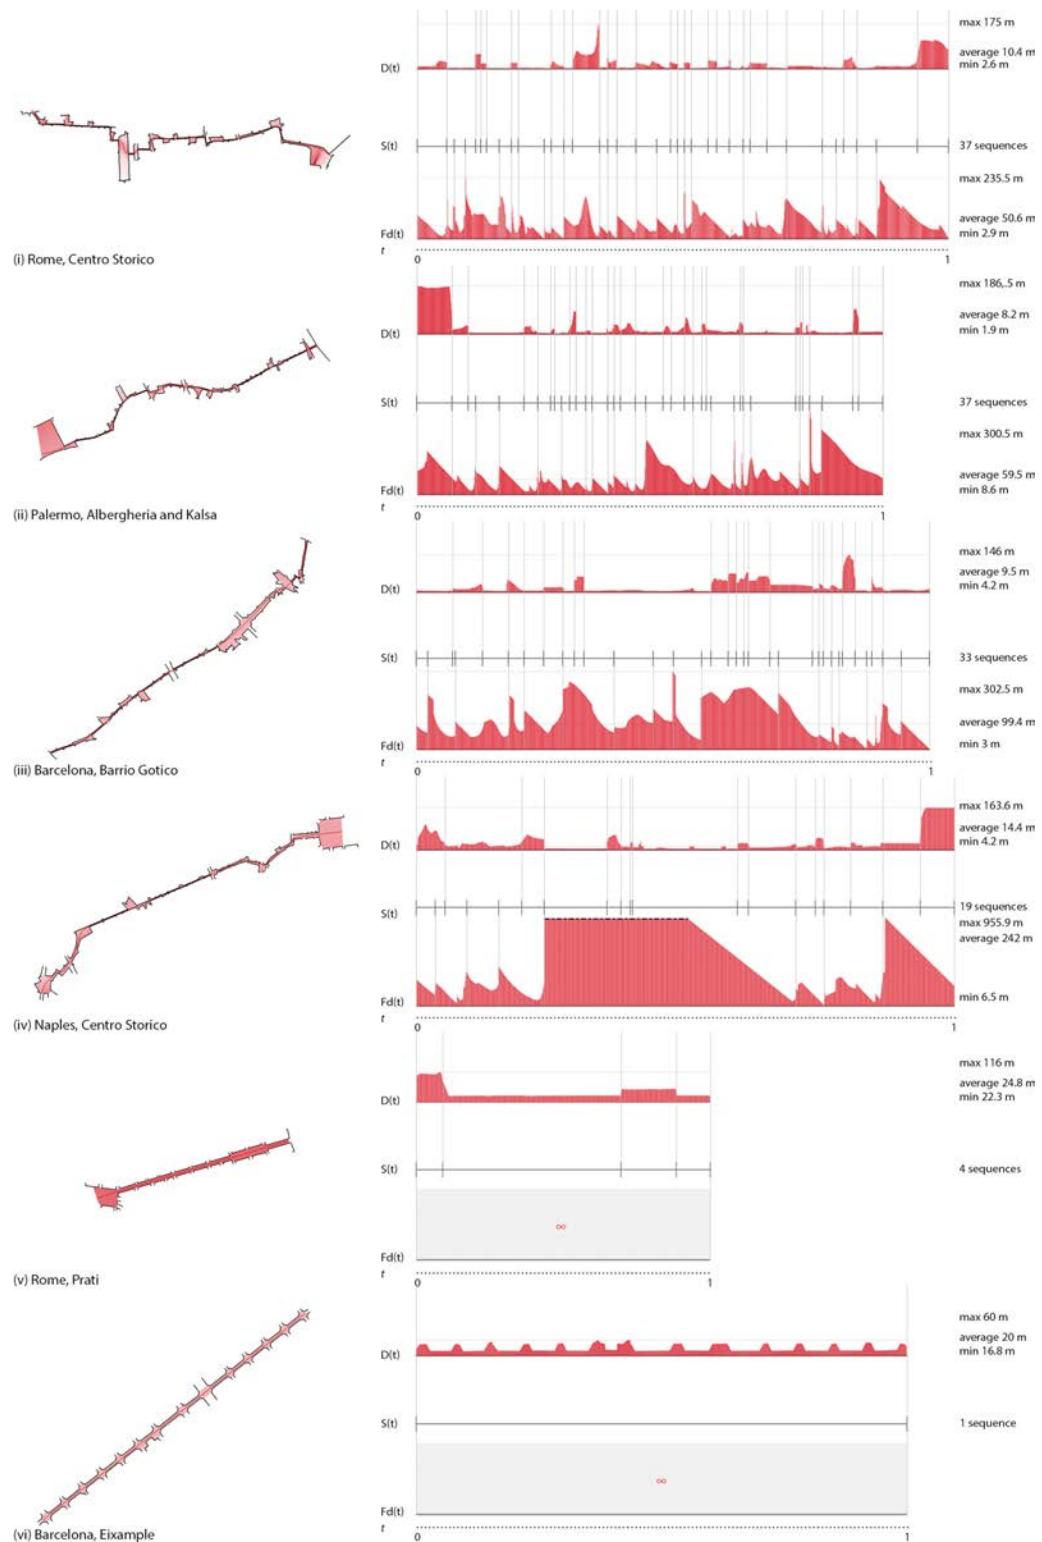 max 175 m
average 10.4 m
D(t)
min 2.6 m
S(t)
37 sequences
max 235.5 m
average 50.6 m
Fd(t)
min 2.9 m
t
0
1
(i) Rome, Centro Storico
max 186,.5 m
average 8.2 m
D(t)
min 1.9 m
S(t)
37 sequences
max 300.5 m
average 59.5 m
Fd(t)
min 8.6 m
t
0
1
(ii) Palermo, Albergheria and Kalsa
max 146 m
average 9.5 m
D(t)
min 4.2 m
S(t)
33 sequences
max 302.5 m
average 99.4 m
Fd(t)
min 3 m
t
0
1
(iii) Barcelona, Barrio Gotico
max 163.6 m
average 14.4 m
D(t)
min 4.2 m
S(t)
19 sequences
max 955.9 m
average 242 m
Fd(t)
min 6.5 m
t
0
1
(iv) Naples, Centro Storico
max 116 m
average 24.8 m
D(t)
min 22.3 m
S(t)
4 sequences
∞
Fd(t)
t
0
1
(v) Rome, Prati
max 60 m
average 20 m
D(t)
min 16.8 m
S(t)
1 sequence
∞
Fd(t)
t
0
1
(vi) Barcelona, Eixample